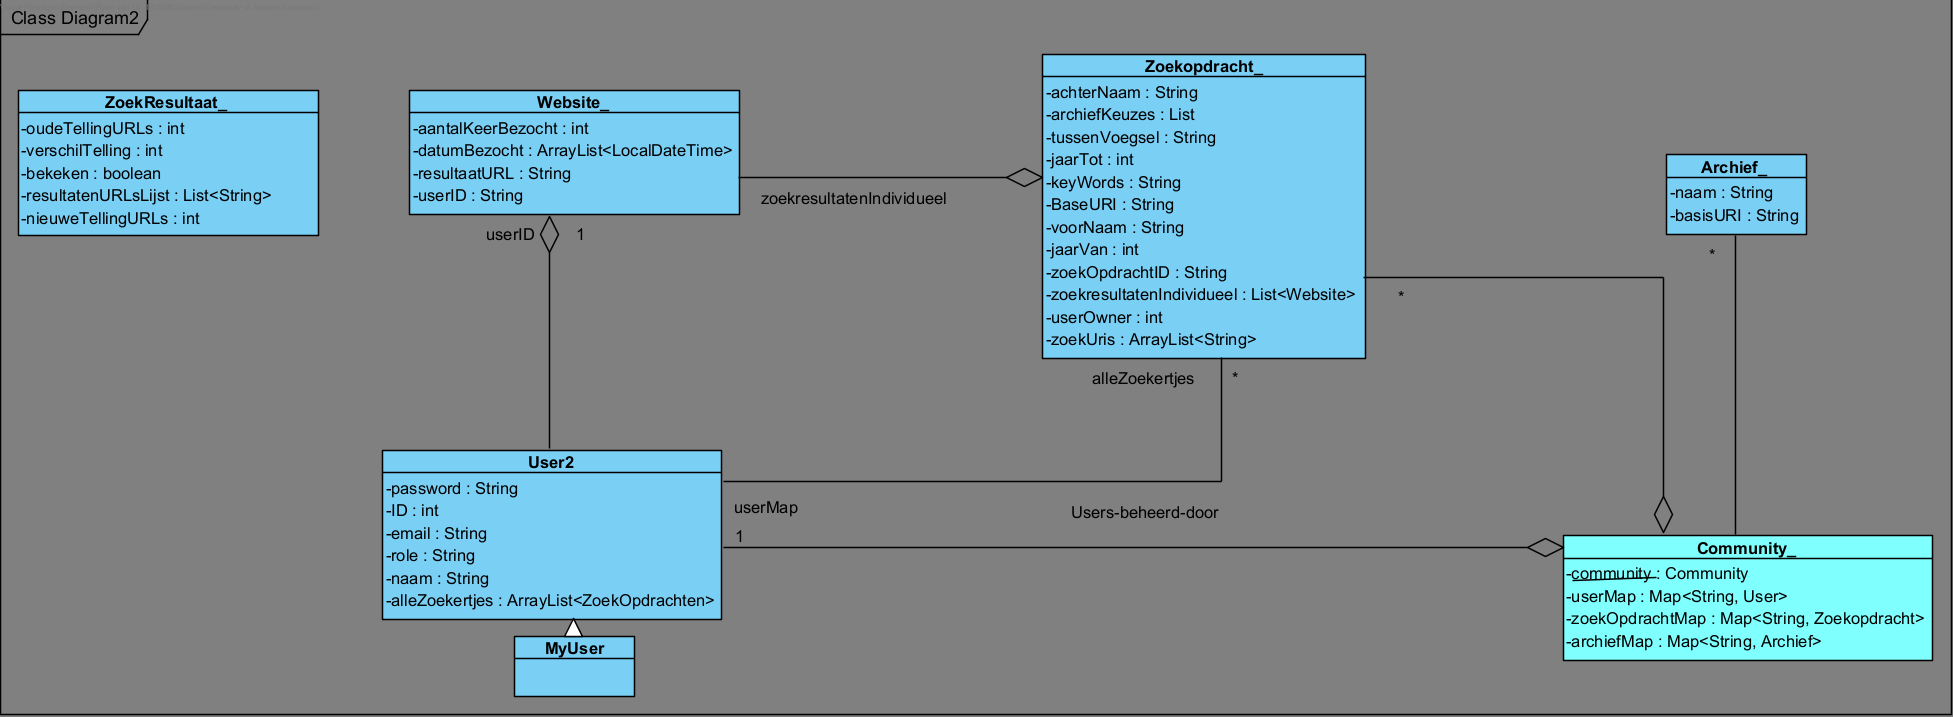 Class Diagram2
ZoekResultaat_
-oudeTellingURLs : int
-verschilTelling : int
-bekeken : boolean
-resultatenURLsLijst : List<String>
-nieuweTellingURLs : int
Website_
-aantalKeerBezocht : int
-datumBezocht : ArrayList<LocalDateTime>
-resultaatURL : String
-userID : String
zoekresultatenIndividueel
userID
1
Zoekopdracht_
-achterNaam : String
-archiefKeuzes : List
-tussenVoegsel : String
-jaarTot : int
-keyWords : String
-BaseURI : String
-voorNaam : String
-jaarVan : int
-zoekOpdrachtID : String
-zoekresultatenIndividueel : List<Website>
-userOwner : int
-zoekUris : ArrayList<String>
*
alleZoekertjes
*
Archief_
-naam : String
-basisURI : String
*
User2
-password : String
-ID : int
-email : String
-role : String
-naam : String
-alleZoekertjes : ArrayList<ZoekOpdrachten>
userMap
1
Users-beheerd-door
MyUser
Community_
-community : Community
-userMap : Map<String, User>
-zoekOpdrachtMap : Map<String, Zoekopdracht>
-archiefMap : Map<String, Archief>